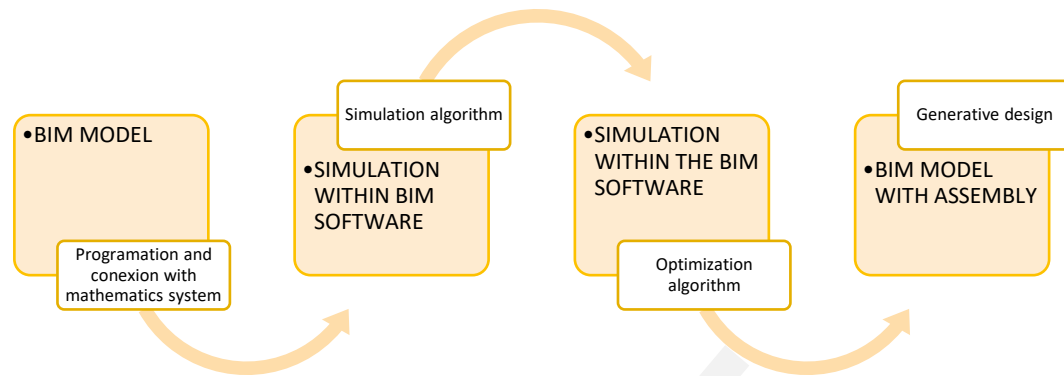 •BIM MODEL
Programation and
conexion with
mathematics system
Simulation algorithm
•SIMULATION
WITHIN BIM
SOFTWARE
•SIMULATION
WITHIN THE BIM
SOFTWARE
Optimization
algorithm
Generative design
•BIM MODEL
WITH ASSEMBLY